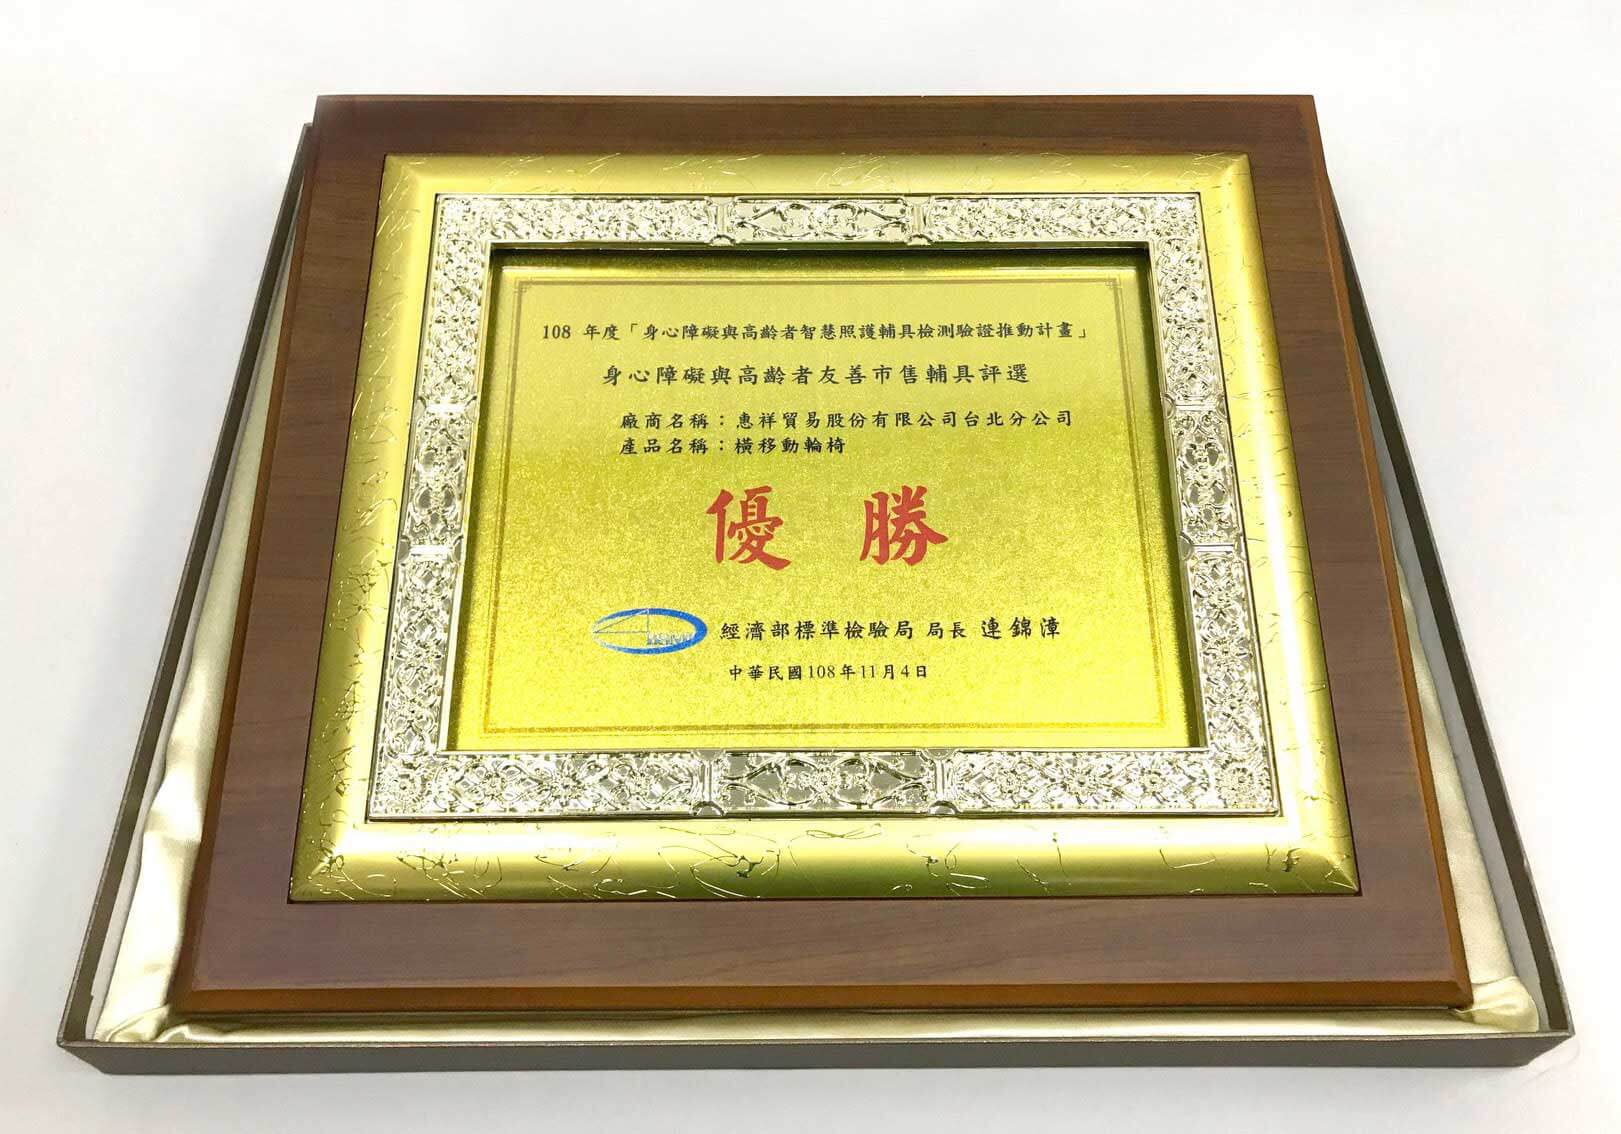 108 年度「身心障礙與高齡者智慧照護輔具檢測驗證推動計畫」
身心障礙與高齡者友善市售輔具評選
廠商名稱：惠祥貿易股份有限公司台北分公司
產品名稱：橫移動輪椅
優 勝
經濟部標準檢驗局 局長 連錦漳
中華民國108年11月4日